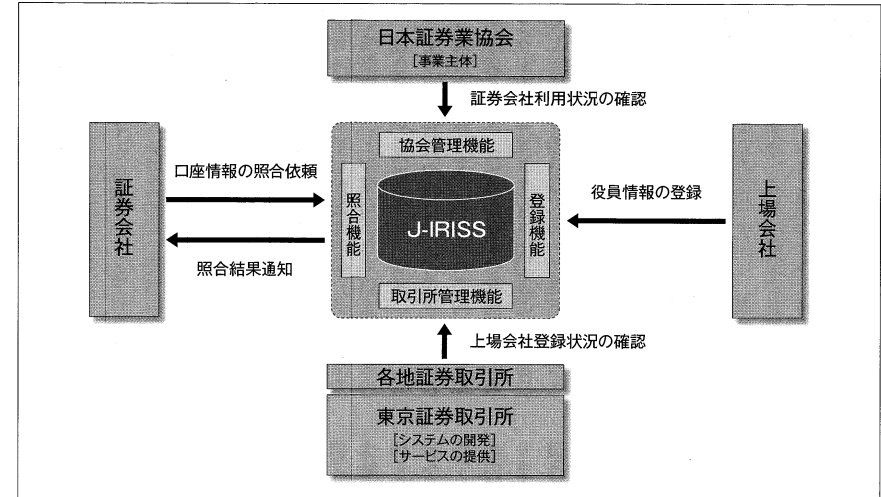 日本証券業協会
[事業主体]
証券会社利用状況の確認
協会管理機能
証券会社
口座情報の照合依頼
照合結果通知
照合機能
J-IRISS
登録機能
役員情報の登録
上場会社
取引所管理機能
上場会社登録状況の確認
各地証券取引所
東京証券取引所
[システムの開発]
[サービスの提供]